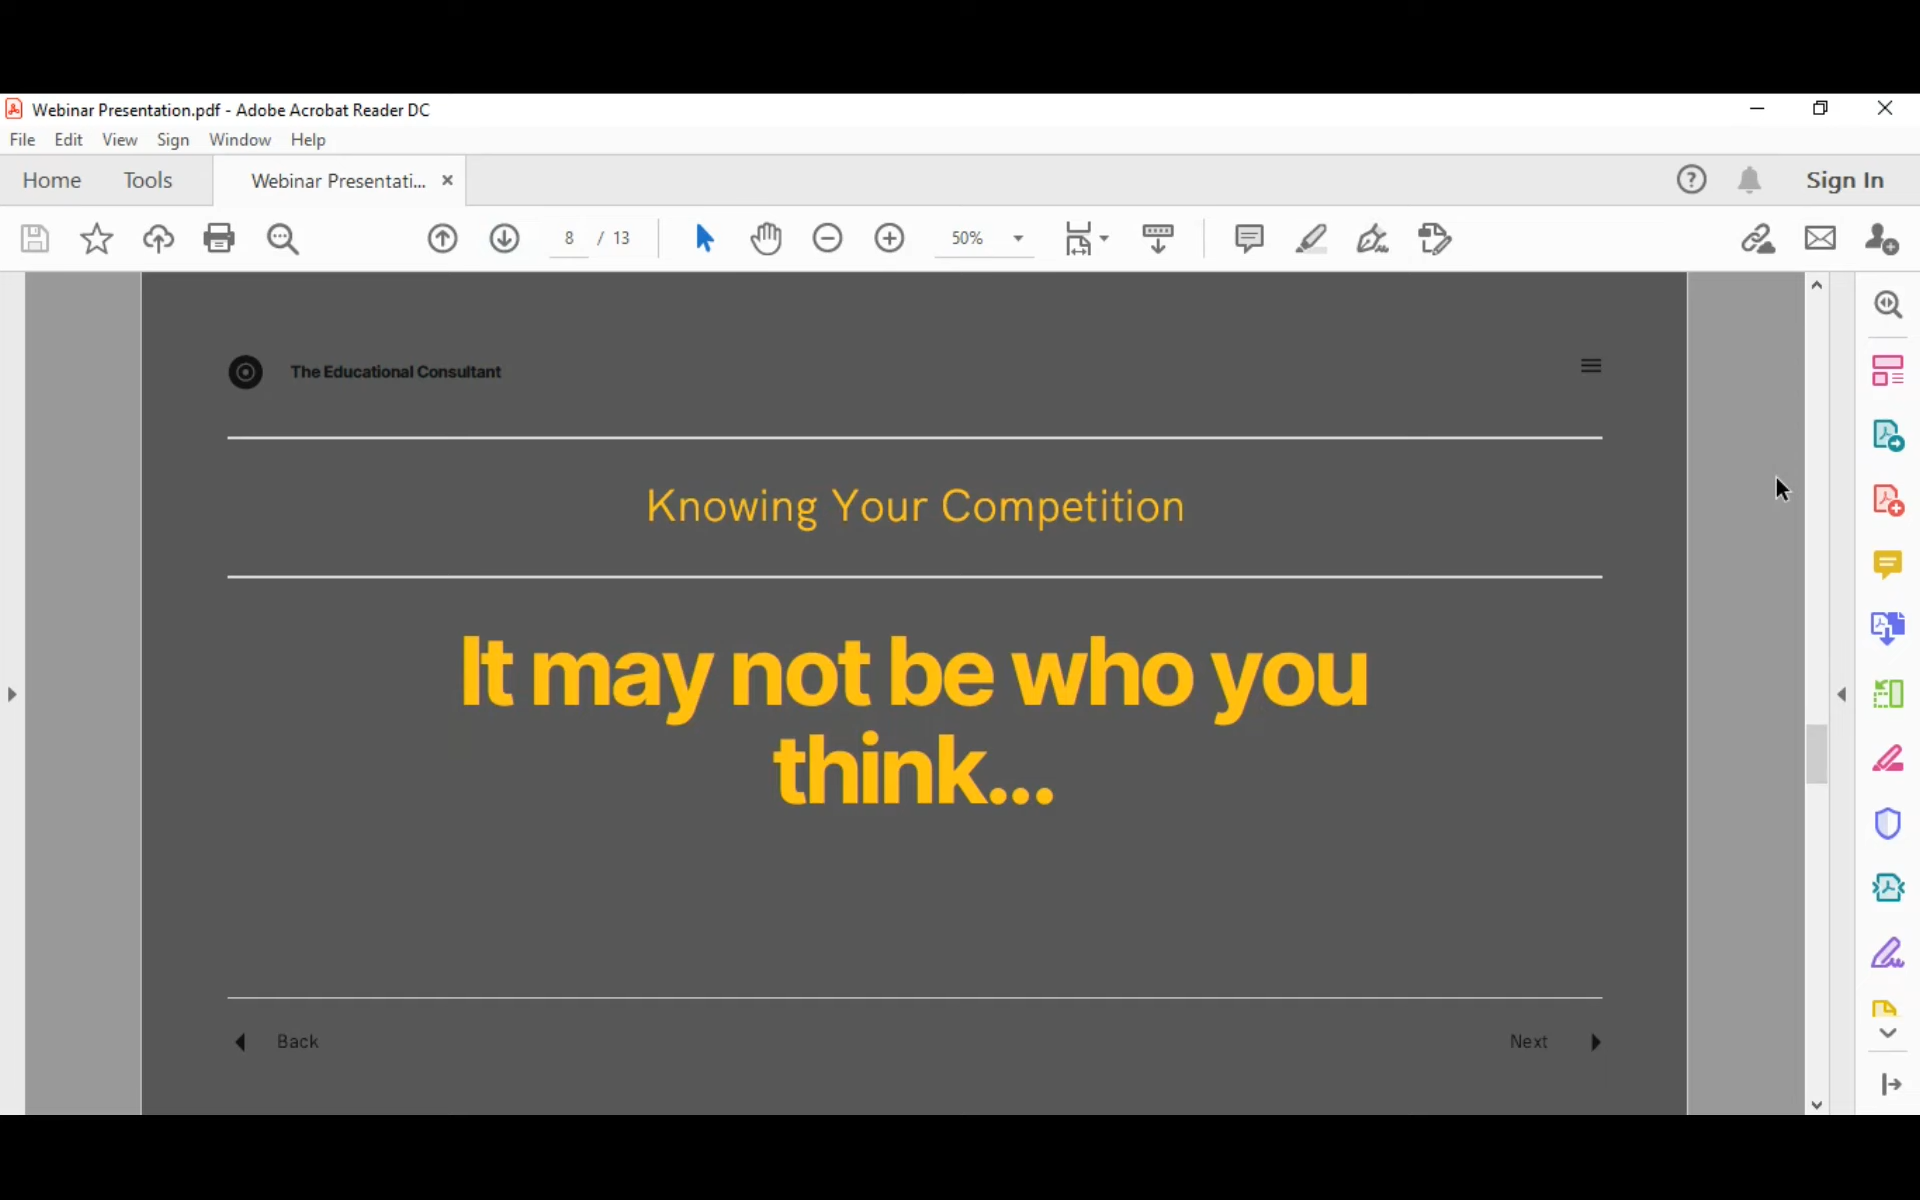 Webinar Presentation.pdf - Adobe Acrobat Reader DC
File Edit View Sign Window Help
Home Tools Webinar Presentati... × Sign In
8 / 13 50%
The Educational Consultant
Knowing Your Competition
It may not be who you
think...
Back Next